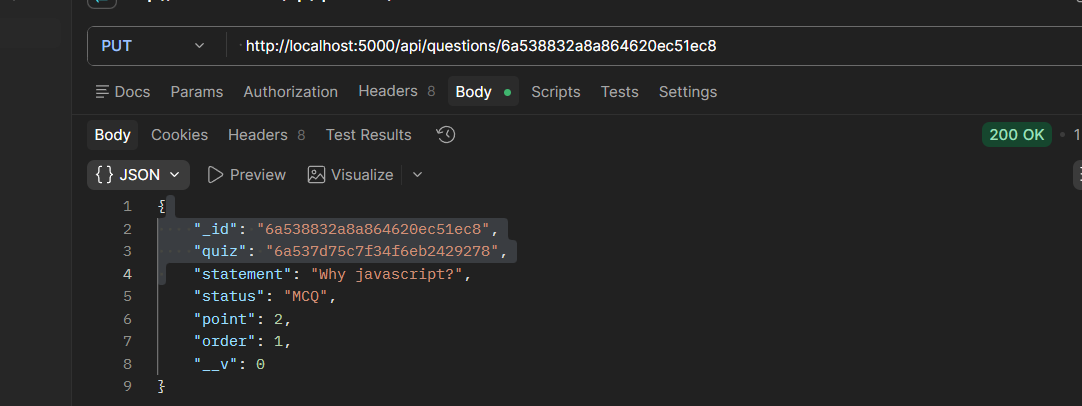 PUT http://localhost:5000/api/questions/6a538832a8a864620ec51ec8
Docs Params Authorization Headers 8 Body Scripts Tests Settings
Body Cookies Headers 8 Test Results 200 OK 1
{} JSON Preview Visualize
1 {
2 "_id": "6a538832a8a864620ec51ec8",
3 "quiz": "6a537d75c7f34f6eb2429278",
4 "statement": "Why javascript?",
5 "status": "MCQ",
6 "point": 2,
7 "order": 1,
8 "__v": 0
9 }